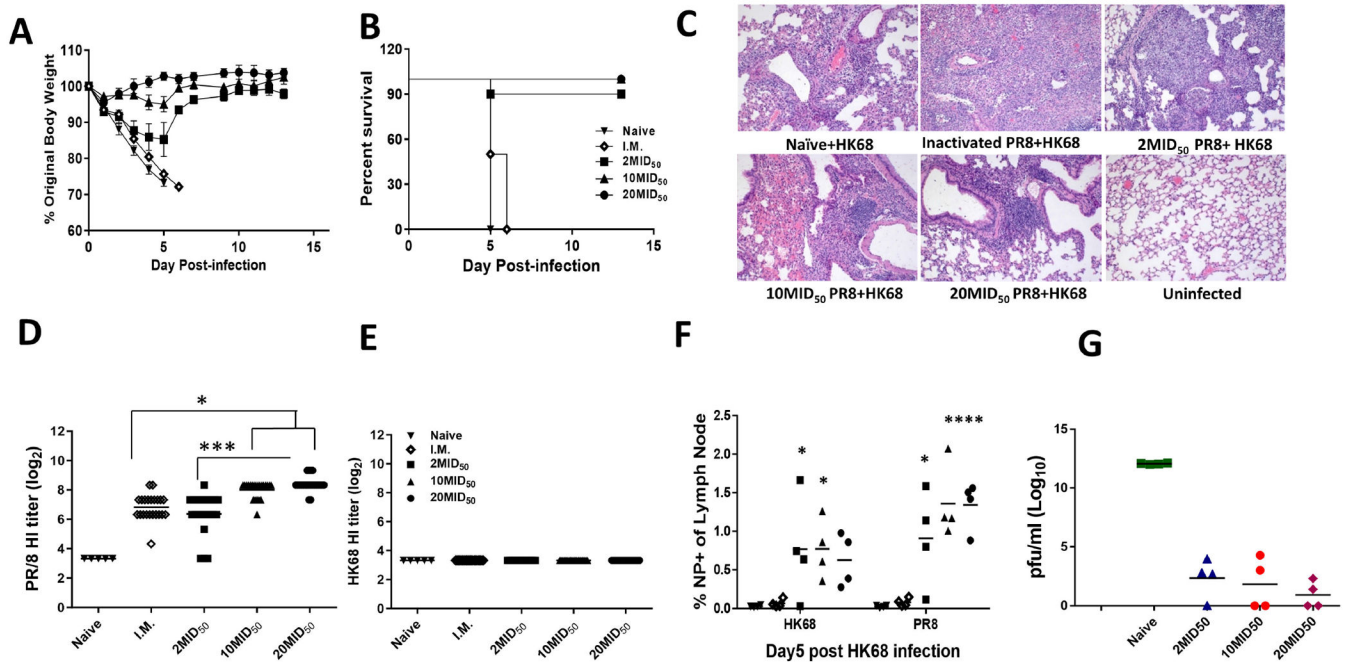 A
110
100
90
80
70
60
% Original Body Weight
0
5
10
15
Day Post-infection
B
120
90
60
30
0
Percent survival
0
5
10
15
Day Post-infection
Naive
I.M.
2MID50
10MID50
20MID50
C
Naïve+HK68
Inactivated PR8+HK68
2MID50 PR8+ HK68
10MID50 PR8+HK68
20MID50 PR8+HK68
Uninfected
D
12
10
8
6
4
2
PR/8 HI titer (log2)
*
***
Naive
I.M.
2MID50
10MID50
20MID50
E
12
10
8
6
4
2
HK68 HI titer (log2)
Naive
I.M.
2MID50
10MID50
20MID50
Naive
I.M.
2MID50
10MID50
20MID50
F
2.5
2.0
1.5
1.0
0.5
0.0
% NP+ of Lymph Node
*
*
*
****
HK68
PR8
Day5 post HK68 infection
G
15
10
5
0
pfu/ml (Log10)
Naive
2MID50
10MID50
20MID50